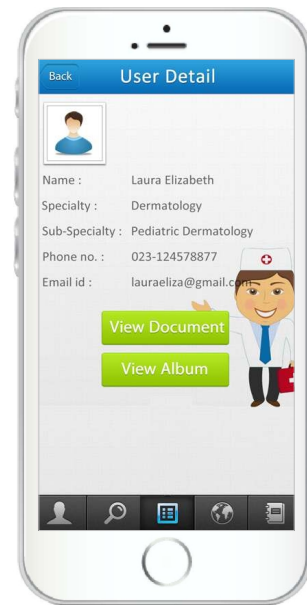 Back User Detail
Name : Laura Elizabeth
Specialty : Dermatology
Sub-Specialty : Pediatric Dermatology
Phone no. : 023-124578877
Email id : lauraeliza@gmail.com
View Document
View Album